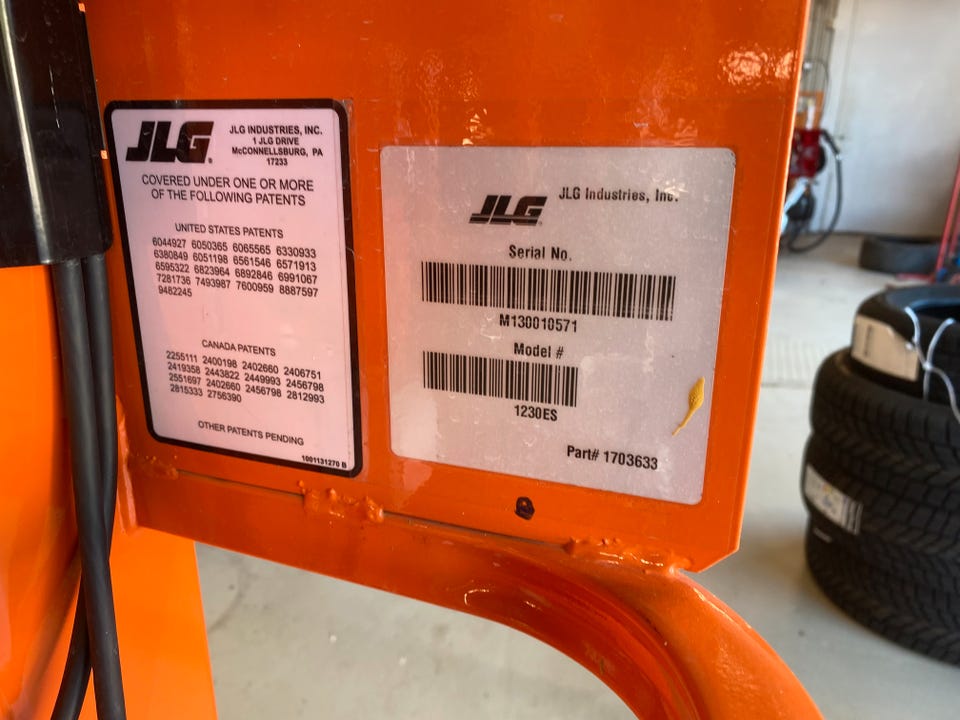 JLG
JLG INDUSTRIES, INC.
1 JLG DRIVE
McCONNELLSBURG, PA
17233
COVERED UNDER ONE OR MORE
OF THE FOLLOWING PATENTS
UNITED STATES PATENTS
6044927 6050365 6065565 6330933
6380849 6051198 6561546 6571913
6595322 6823964 6892846 6991067
7281736 7493987 7600959 8887597
9482245
CANADA PATENTS
2255111 2400198 2402660 2406751
2419358 2443822 2449993 2456798
2551697 2402660 2456798 2812993
2815333 2756390
OTHER PATENTS PENDING
1001131270 B
JLG
JLG Industries, Inc.
Serial No.
M130010571
Model #
1230ES
Part# 1703633